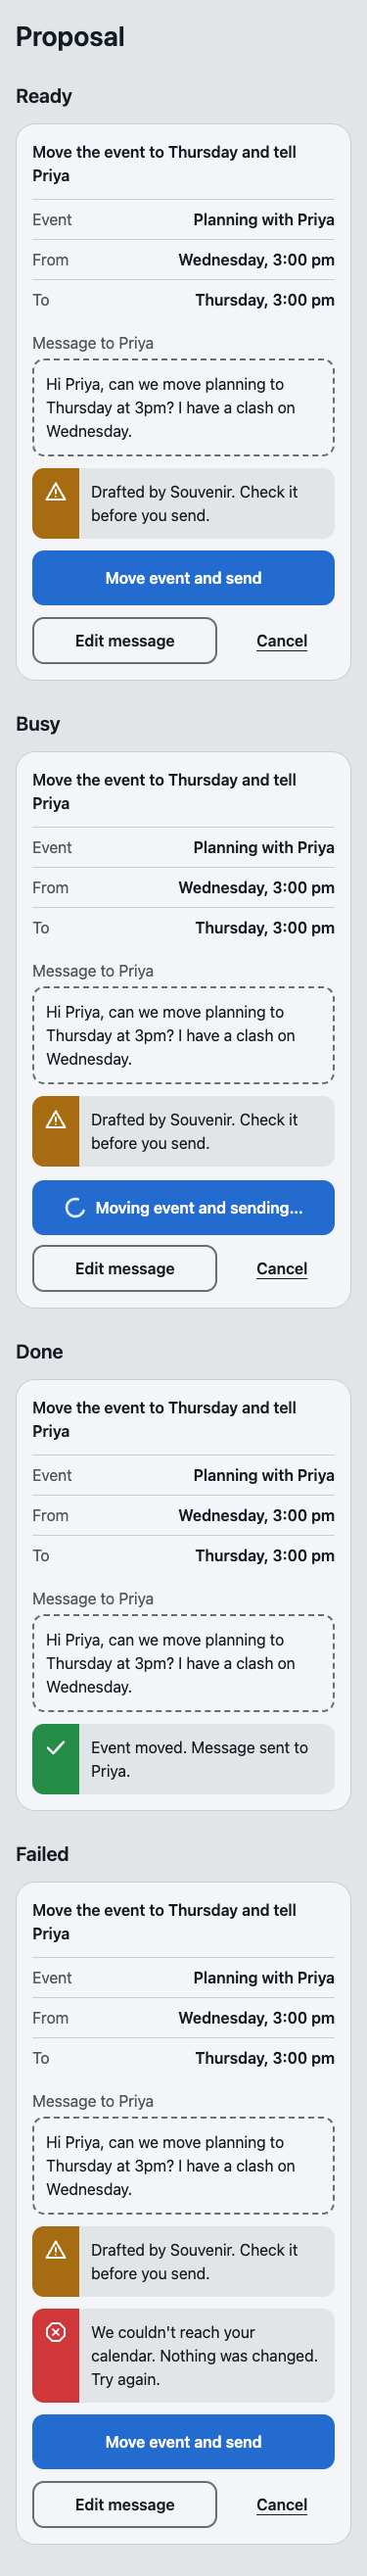 Proposal
Ready
Move the event to Thursday and tell
Priya
Event Planning with Priya
From Wednesday, 3:00 pm
To Thursday, 3:00 pm
Message to Priya
Hi Priya, can we move planning to
Thursday at 3pm? I have a clash on
Wednesday.
Drafted by Souvenir. Check it
before you send.
Move event and send
Edit message Cancel
Busy
Move the event to Thursday and tell
Priya
Event Planning with Priya
From Wednesday, 3:00 pm
To Thursday, 3:00 pm
Message to Priya
Hi Priya, can we move planning to
Thursday at 3pm? I have a clash on
Wednesday.
Drafted by Souvenir. Check it
before you send.
Moving event and sending...
Edit message Cancel
Done
Move the event to Thursday and tell
Priya
Event Planning with Priya
From Wednesday, 3:00 pm
To Thursday, 3:00 pm
Message to Priya
Hi Priya, can we move planning to
Thursday at 3pm? I have a clash on
Wednesday.
Event moved. Message sent to
Priya.
Failed
Move the event to Thursday and tell
Priya
Event Planning with Priya
From Wednesday, 3:00 pm
To Thursday, 3:00 pm
Message to Priya
Hi Priya, can we move planning to
Thursday at 3pm? I have a clash on
Wednesday.
Drafted by Souvenir. Check it
before you send.
We couldn't reach your
calendar. Nothing was changed.
Try again.
Move event and send
Edit message Cancel